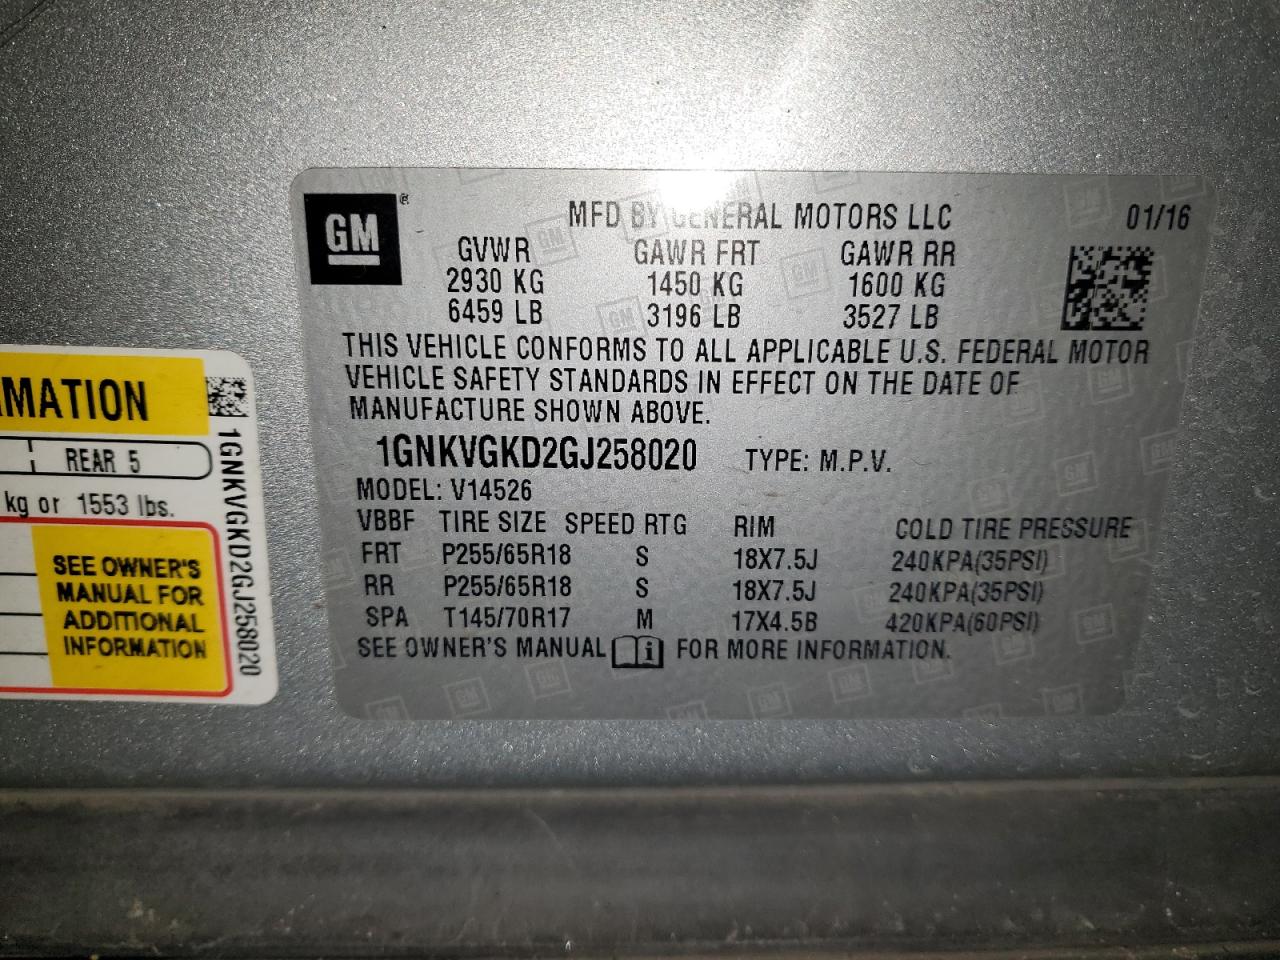 GM®
MFD BY GENERAL MOTORS LLC 01/16
GVWR GAWR FRT GAWR RR
2930 KG 1450 KG 1600 KG
6459 LB 3196 LB 3527 LB
THIS VEHICLE CONFORMS TO ALL APPLICABLE U.S. FEDERAL MOTOR
VEHICLE SAFETY STANDARDS IN EFFECT ON THE DATE OF
MANUFACTURE SHOWN ABOVE.
1GNKVGKD2GJ258020 TYPE: M.P.V.
MODEL: V14526
VBBF TIRE SIZE SPEED RTG RIM COLD TIRE PRESSURE
FRT P255/65R18 S 18X7.5J 240KPA(35PSI)
RR P255/65R18 S 18X7.5J 240KPA(35PSI)
SPA T145/70R17 M 17X4.5B 420KPA(60PSI)
SEE OWNER'S MANUAL i FOR MORE INFORMATION.
MATION
REAR 5
kg or 1553 lbs.
SEE OWNER'S
MANUAL FOR
ADDITIONAL
INFORMATION
1GNKVGKD2GJ258020